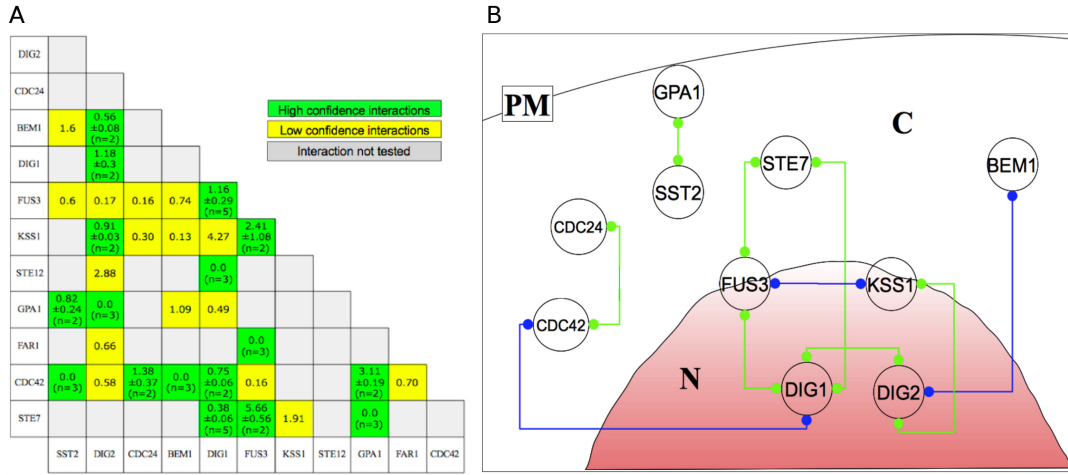 A
DIG2
CDC24
BEM1 1.6 0.56
±0.08
(n=2)
DIG1 1.18
±0.3
(n=2)
FUS3 0.6 0.17 0.16 0.74 1.16
±0.29
(n=5)
KSS1 0.91
±0.03
(n=2) 0.30 0.13 4.27 2.41
±1.08
(n=2)
STE12 2.88 0.0
(n=3)
GPA1 0.82
±0.24
(n=2) 0.0
(n=3) 1.09 0.49
FAR1 0.66 0.0
(n=3)
CDC42 0.0
(n=3) 0.58 1.38
±0.37
(n=2) 0.0
(n=3) 0.75
±0.06
(n=2) 0.16 3.11
±0.19
(n=2) 0.70
STE7 0.38
±0.06
(n=5) 5.66
±0.56
(n=2) 1.91 0.0
(n=3)
SST2 DIG2 CDC24 BEM1 DIG1 FUS3 KSS1 STE12 GPA1 FAR1 CDC42
High confidence interactions
Low confidence interactions
Interaction not tested
B
PM
GPA1
C
STE7
BEM1
SST2
CDC24
FUS3
KSS1
CDC42
N
DIG1
DIG2